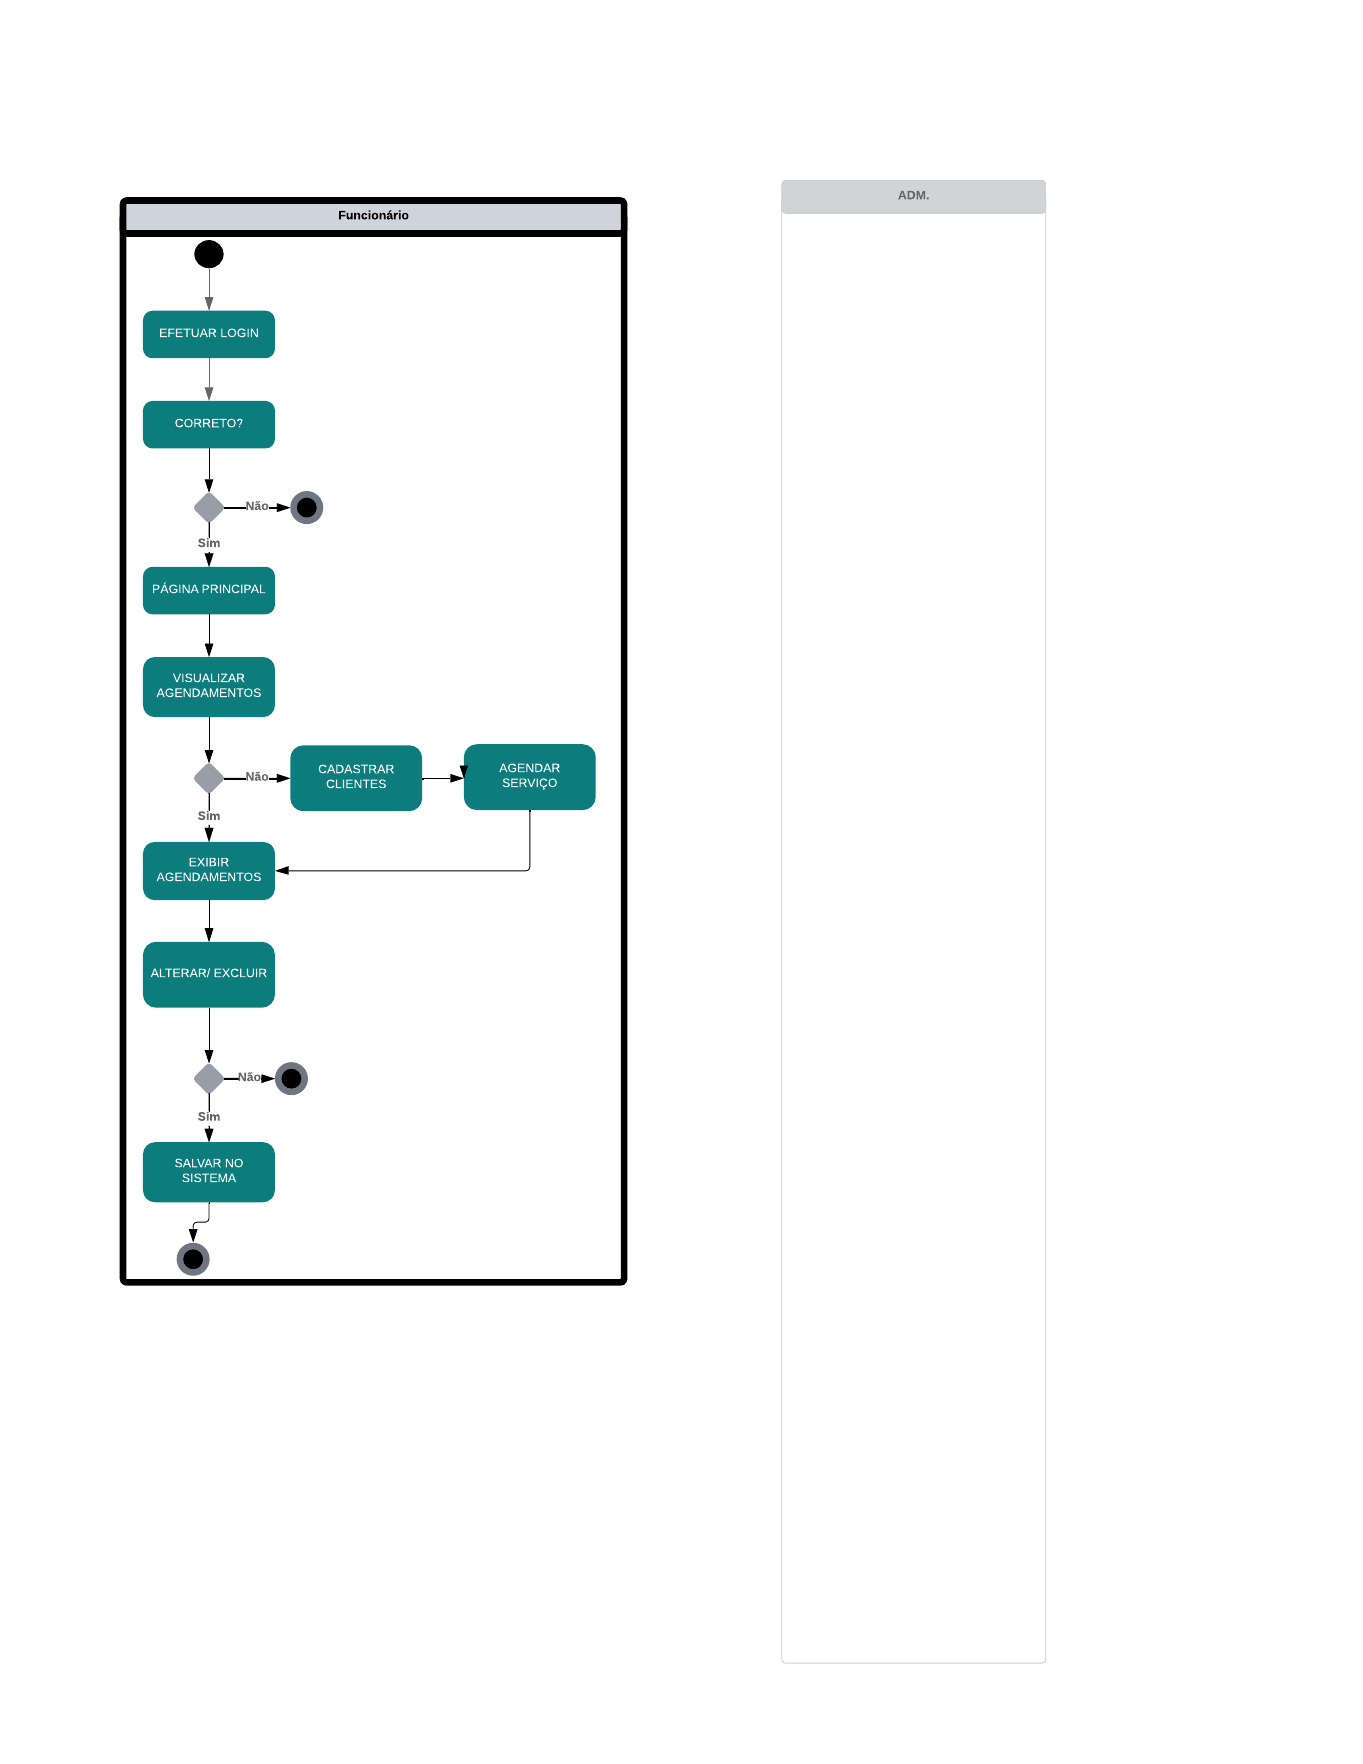 ADM.
Funcionário
EFETUAR LOGIN
CORRETO?
Não
Sim
PÁGINA PRINCIPAL
VISUALIZAR
AGENDAMENTOS
Não
CADASTRAR
CLIENTES
AGENDAR
SERVIÇO
Sim
EXIBIR
AGENDAMENTOS
ALTERAR/ EXCLUIR
Não
Sim
SALVAR NO
SISTEMA